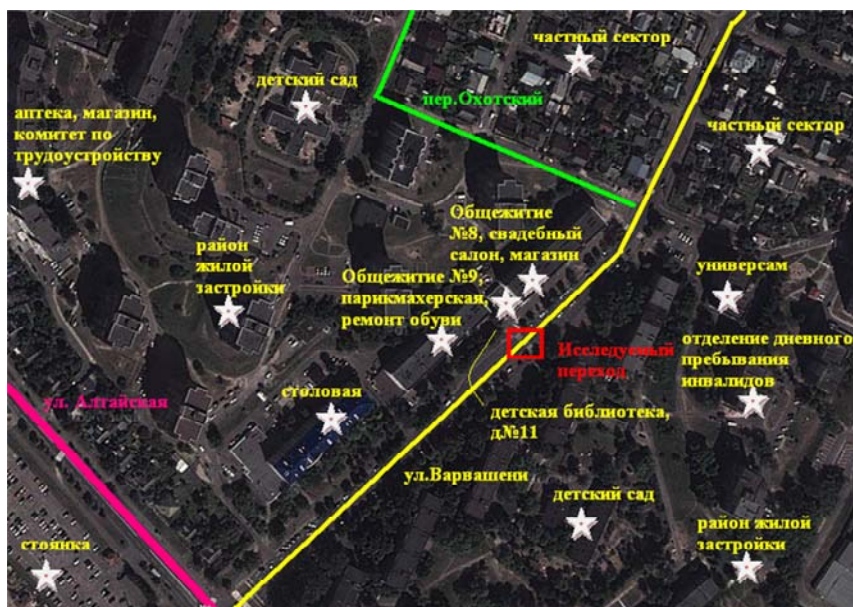 частный сектор
детский сад
пер.Охотский
аптека, магазин,
комитет по
трудоустройству
частный сектор
Общежитие
№8, свадебный
салон, магазин
район
жилой
застройки
Общежитие
№9,
парикмахерская,
ремонт обуви
универсам
Исследуемый
переход
отделение дневного
пребывания
инвалидов
ул. Алтайская
столовая
детская библиотека,
д№11
ул.Варвашени
детский сад
район жилой
застройки
стоянка